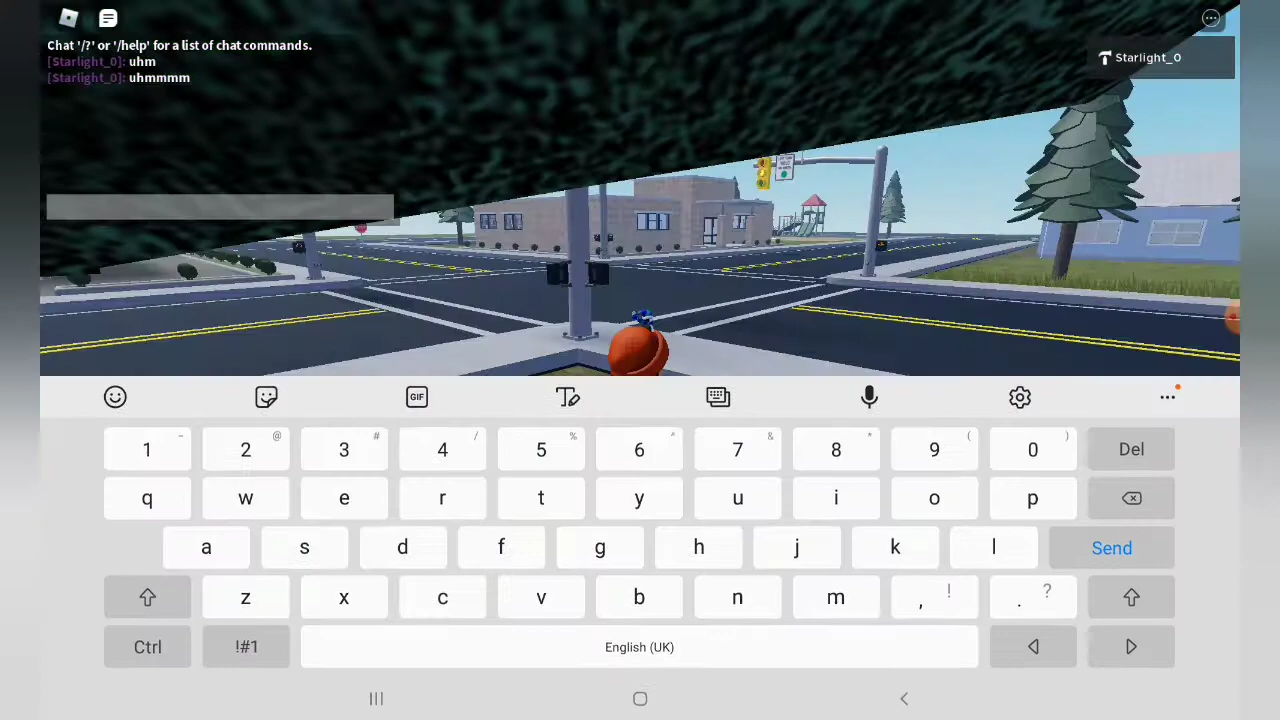 Chat '/?' or '/help' for a list of chat commands.
[Starlight_0]: uhm
[Starlight_0]: uhmmmm
Starlight_0
GIF
1 - 2 @ 3 # 4 / 5 % 6 ^ 7 & 8 * 9 ( 0 ) Del
q w e r t y u i o p
a s d f g h j k l Send
z x c v b n m , ! . ?
Ctrl !#1 English (UK)